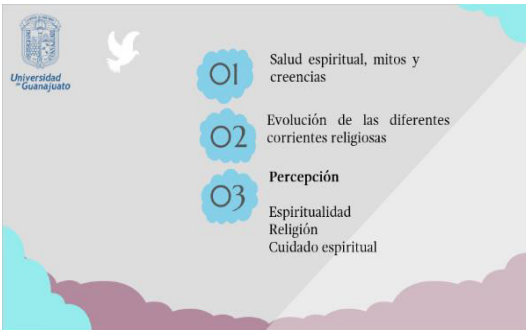 Universidad
de Guanajuato
01
Salud espiritual, mitos y
creencias
02
Evolución de las diferentes
corrientes religiosas
03
Percepción
Espiritualidad
Religión
Cuidado espiritual